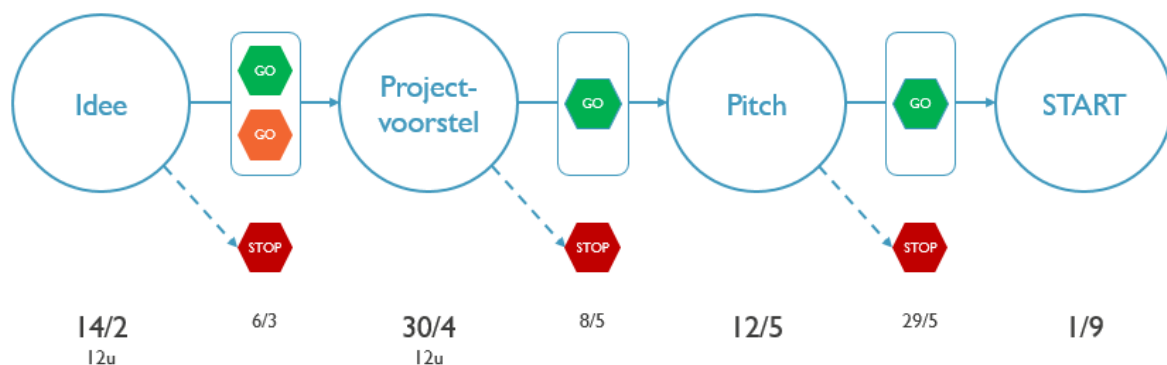 Idee
GO
GO
STOP
Project-
voorstel
GO
STOP
Pitch
GO
STOP
START
14/2
12u
6/3
30/4
12u
8/5
12/5
29/5
1/9